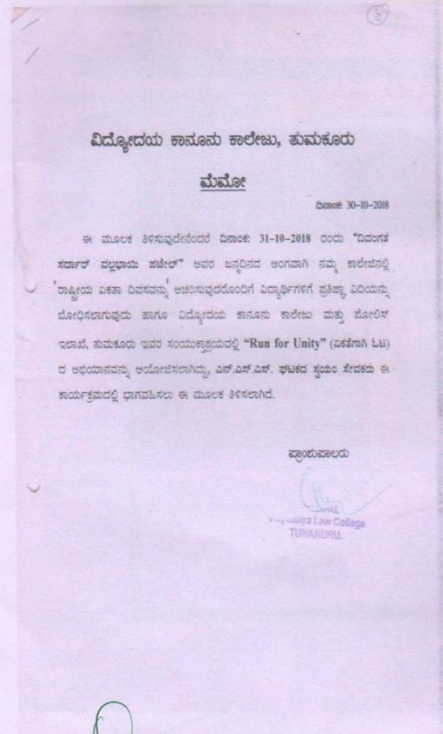 3
ವಿದ್ಯೋದಯ ಕಾನೂನು ಕಾಲೇಜು, ತುಮಕೂರು
ಮೆಮೋ
ದಿನಾಂಕ: 30-10-2018
ಈ ಮೂಲಕ ತಿಳಿಸುವುದೇನೆಂದರೆ ದಿನಾಂಕ: 31-10-2018 ರಂದು "ದಿವಂಗತ
ಸರ್ದಾರ್ ವಲ್ಲಭಾಯಿ ಪಟೇಲ್" ಅವರ ಜನ್ಮದಿನದ ಅಂಗವಾಗಿ ನಮ್ಮ ಕಾಲೇಜಿನಲ್ಲಿ
ರಾಷ್ಟ್ರೀಯ ಏಕತಾ ದಿವಸವನ್ನು ಆಚರಿಸುವುದರೊಂದಿಗೆ ವಿದ್ಯಾರ್ಥಿಗಳಿಗೆ ಪ್ರತಿಜ್ಞಾ ವಿಧಿಯನ್ನು
ಬೋಧಿಸಲಾಗುವುದು ಹಾಗೂ ವಿದ್ಯೋದಯ ಕಾನೂನು ಕಾಲೇಜು ಮತ್ತು ಪೋಲಿಸ್
ಇಲಾಖೆ, ತುಮಕೂರು ಇವರ ಸಂಯುಕ್ತಾಶ್ರಯದಲ್ಲಿ "Run for Unity" (ಏಕತೆಗಾಗಿ ಓಟ)
ದ ಅಭಿಯಾನವನ್ನು ಆಯೋಜಿಸಲಾಗಿದ್ದು, ಎನ್.ಎಸ್.ಎಸ್. ಘಟಕದ ಸ್ವಯಂ ಸೇವಕರು ಈ
ಕಾರ್ಯಕ್ರಮದಲ್ಲಿ ಭಾಗವಹಿಸಲು ಈ ಮೂಲಕ ತಿಳಿಸಲಾಗಿದೆ.
ಪ್ರಾಂಶುಪಾಲರು
Law College
TUMAKURU.